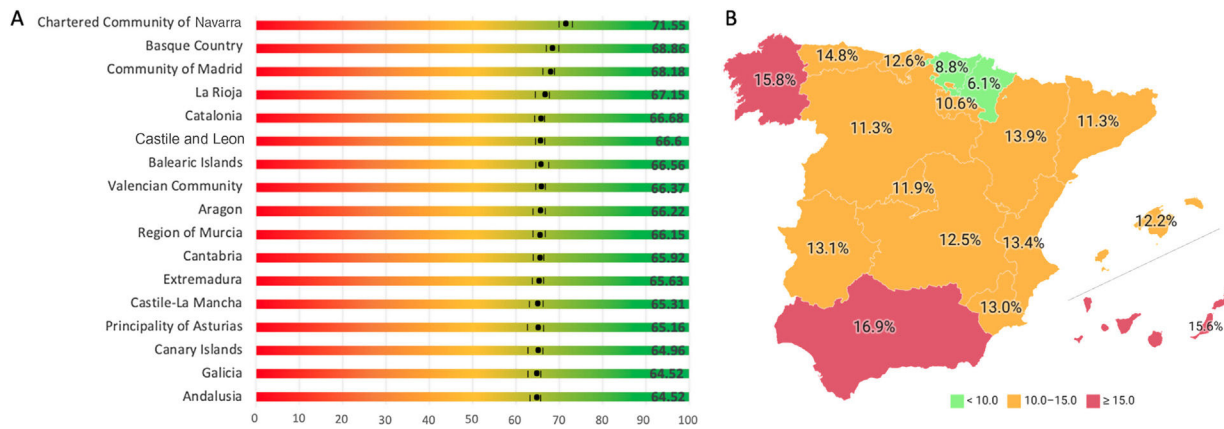 A
Chartered Community of Navarra 71.55
Basque Country 68.86
Community of Madrid 68.18
La Rioja 67.15
Catalonia 66.68
Castile and Leon 66.6
Balearic Islands 66.56
Valencian Community 66.37
Aragon 66.22
Region of Murcia 66.15
Cantabria 65.92
Extremadura 65.63
Castile-La Mancha 65.31
Principality of Asturias 65.16
Canary Islands 64.96
Galicia 64.52
Andalusia 64.52
0 10 20 30 40 50 60 70 80 90 100
B
14.8% 12.6% 8.8%
15.8% 6.1%
10.6%
11.3% 13.9% 11.3%
11.9%
12.2%
13.1% 12.5% 13.4%
13.0%
16.9% 15.6%
< 10.0 10.0–15.0 ≥ 15.0